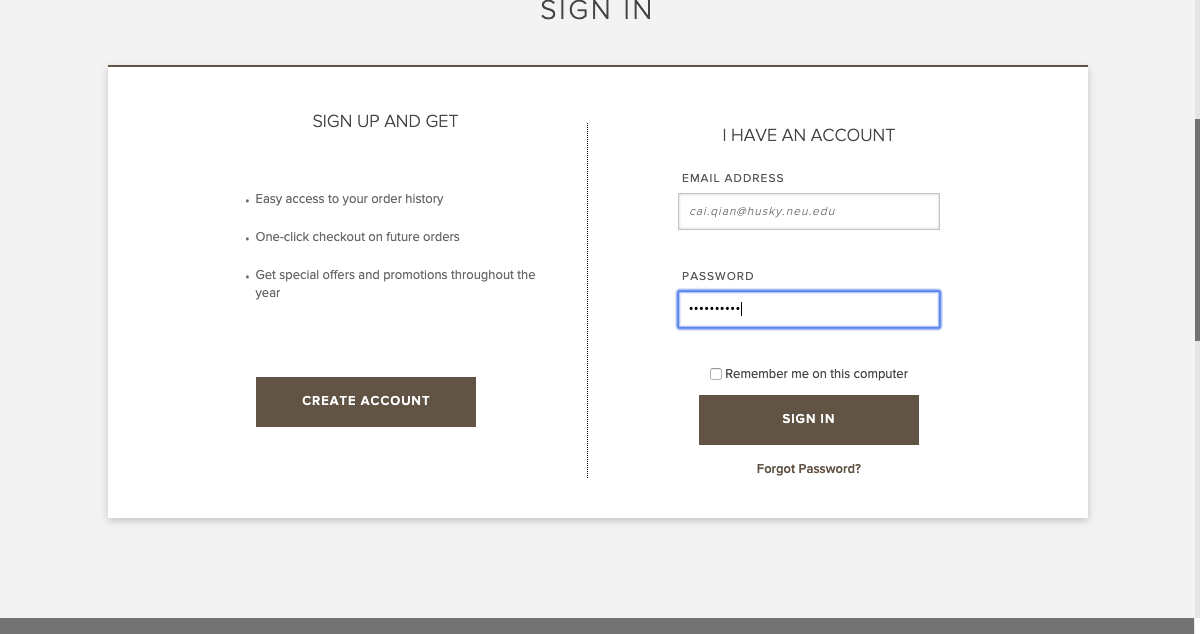 SIGN IN
SIGN UP AND GET
• Easy access to your order history
• One-click checkout on future orders
• Get special offers and promotions throughout the
year
CREATE ACCOUNT
I HAVE AN ACCOUNT
EMAIL ADDRESS
cai.qian@husky.neu.edu
PASSWORD
••••••••••
Remember me on this computer
SIGN IN
Forgot Password?